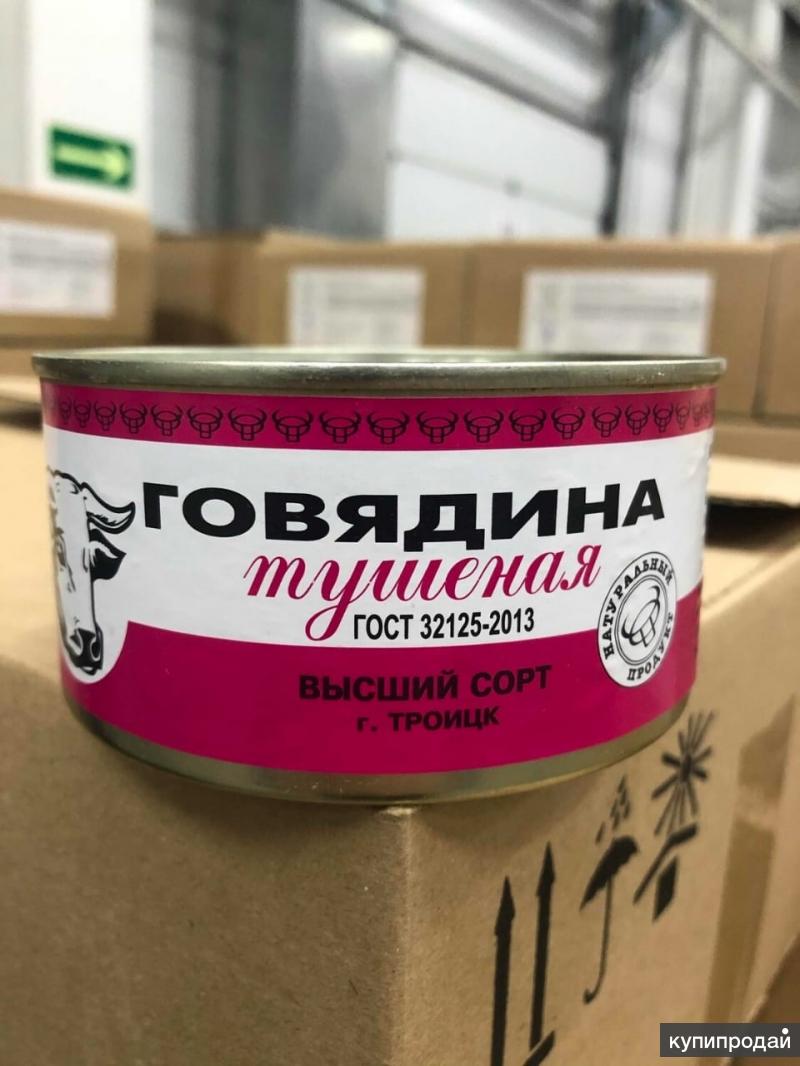 ГОВЯДИНА
тушеная
ГОСТ 32125-2013
НАТУРАЛЬНЫЙ
ПРОДУКТ
ВЫСШИЙ СОРТ
г. ТРОИЦК
купипродай